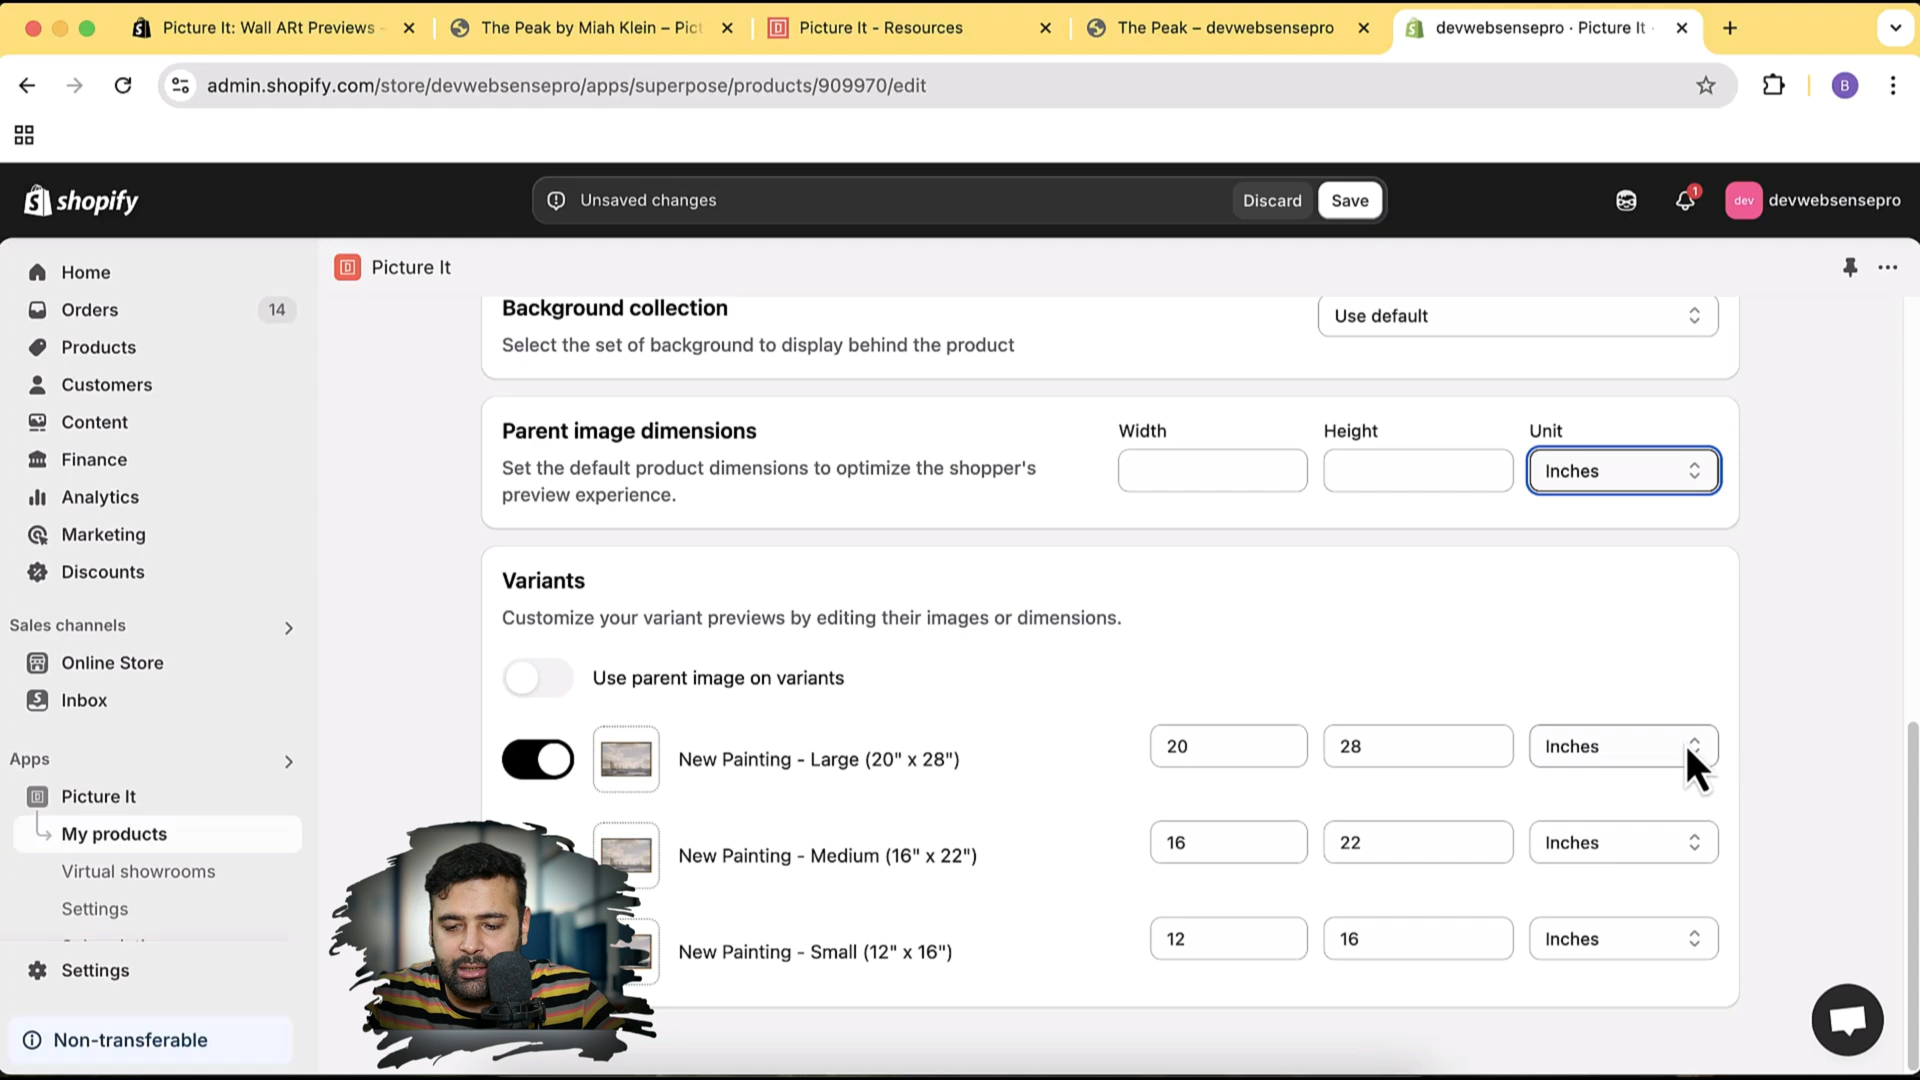 Picture It: Wall ARt Previews
The Peak by Miah Klein – Pict
Picture It - Resources
The Peak – devwebsensepro
devwebsensepro · Picture It
admin.shopify.com/store/devwebsensepro/apps/superpose/products/909970/edit
B
shopify
Unsaved changes
Discard
Save
1
dev
devwebsensepro
Home
Orders
14
Products
Customers
Content
Finance
Analytics
Marketing
Discounts
Sales channels
Online Store
Inbox
Apps
Picture It
My products
Virtual showrooms
Settings
Settings
Non-transferable
Picture It
Background collection
Select the set of background to display behind the product
Use default
Parent image dimensions
Set the default product dimensions to optimize the shopper's
preview experience.
Width
Height
Unit
Inches
Variants
Customize your variant previews by editing their images or dimensions.
Use parent image on variants
New Painting - Large (20" x 28")
20
28
Inches
New Painting - Medium (16" x 22")
16
22
Inches
New Painting - Small (12" x 16")
12
16
Inches